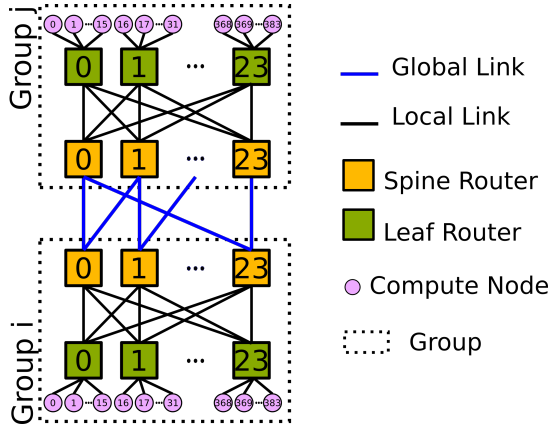 Group j
0 1 ··· 15 16 17 ··· 31 368 369 ··· 383
0 1 ··· 23
0 1 ··· 23
Group i
0 1 ··· 23
0 1 ··· 23
0 1 ··· 15 16 17 ··· 31 368 369 ··· 383
Global Link
Local Link
Spine Router
Leaf Router
Compute Node
Group